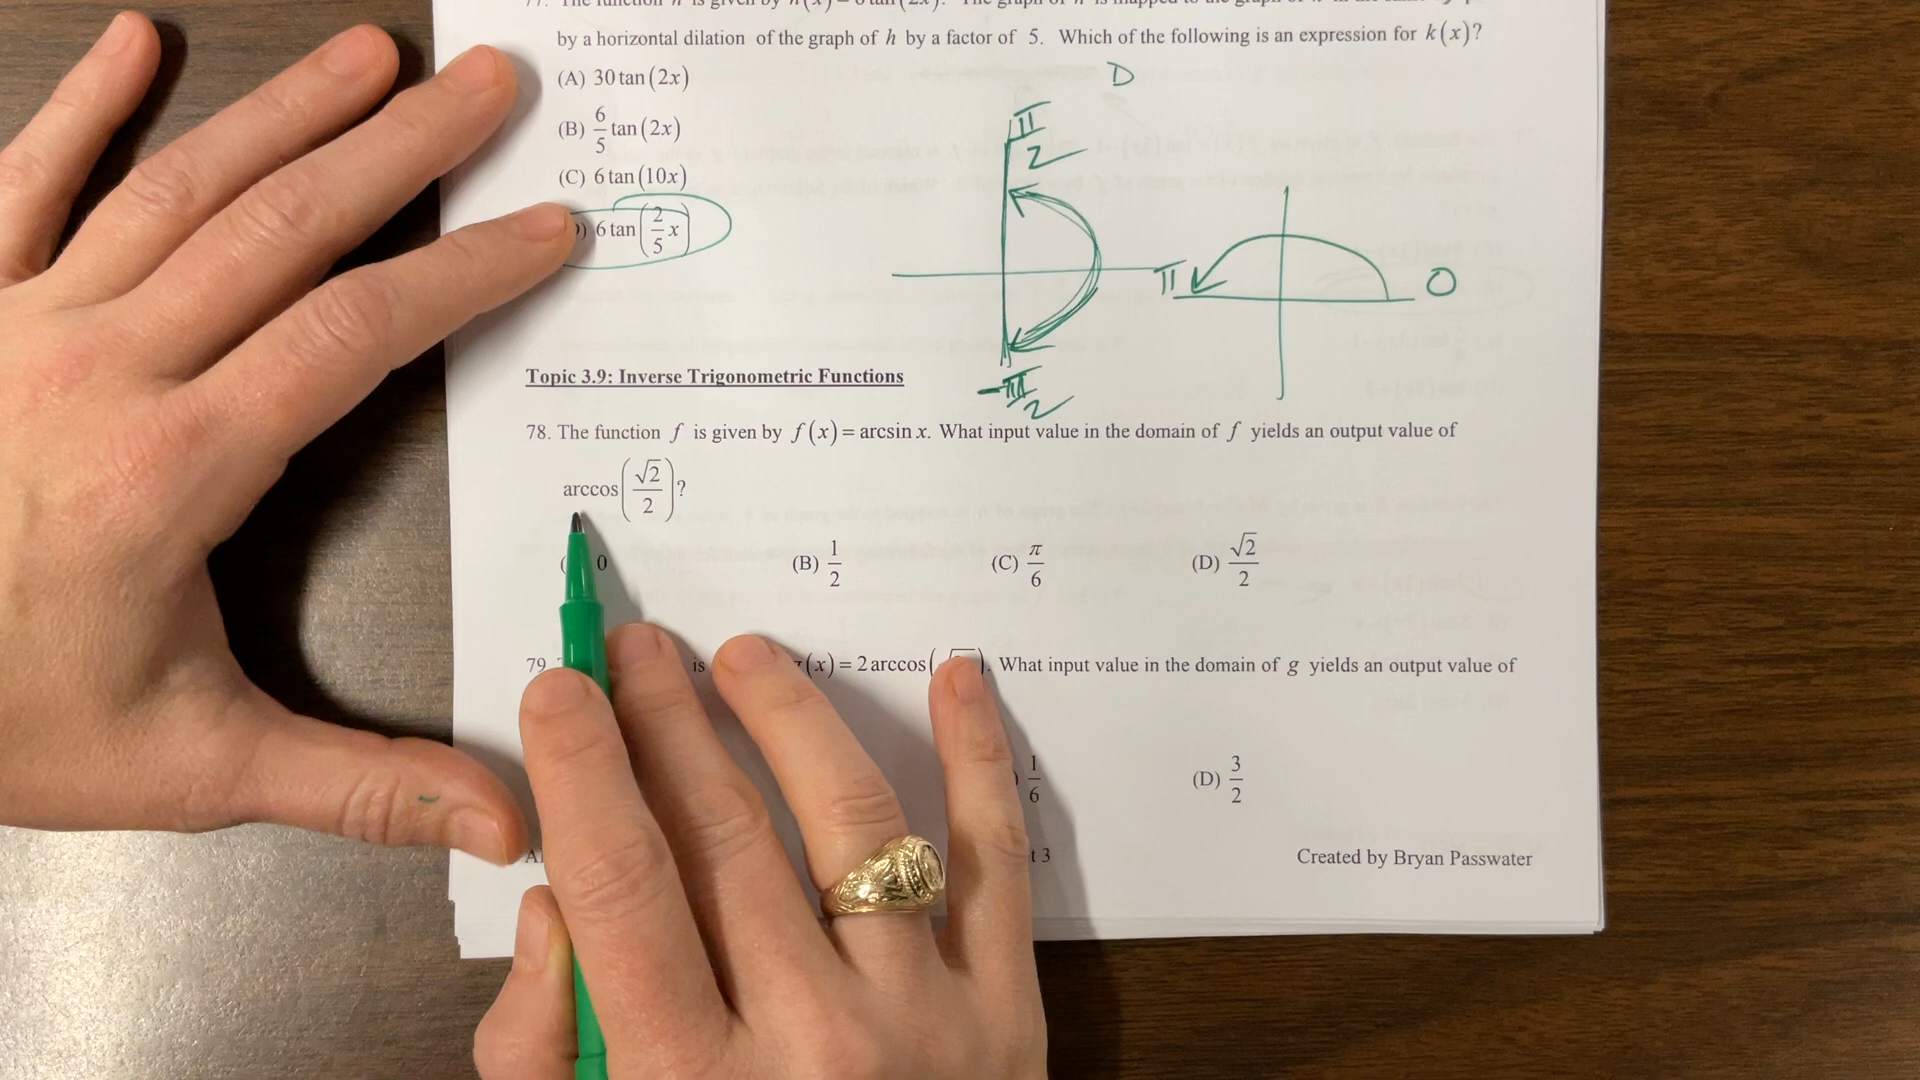 by a horizontal dilation of the graph of h by a factor of 5. Which of the following is an expression for k(x)?
(A) 30 tan(2x)
D
(B) 6/5 tan(2x)
(C) 6 tan(10x)
) 6 tan(2/5 x)
π/2
π
0
-π/2
Topic 3.9: Inverse Trigonometric Functions
78. The function f is given by f(x) = arcsin x. What input value in the domain of f yields an output value of
arccos(√2/2)?
( 0 (B) 1/2 (C) π/6 (D) √2/2
79 is (x) = 2 arccos( ). What input value in the domain of g yields an output value of
) 1/6 (D) 3/2
t 3 Created by Bryan Passwater